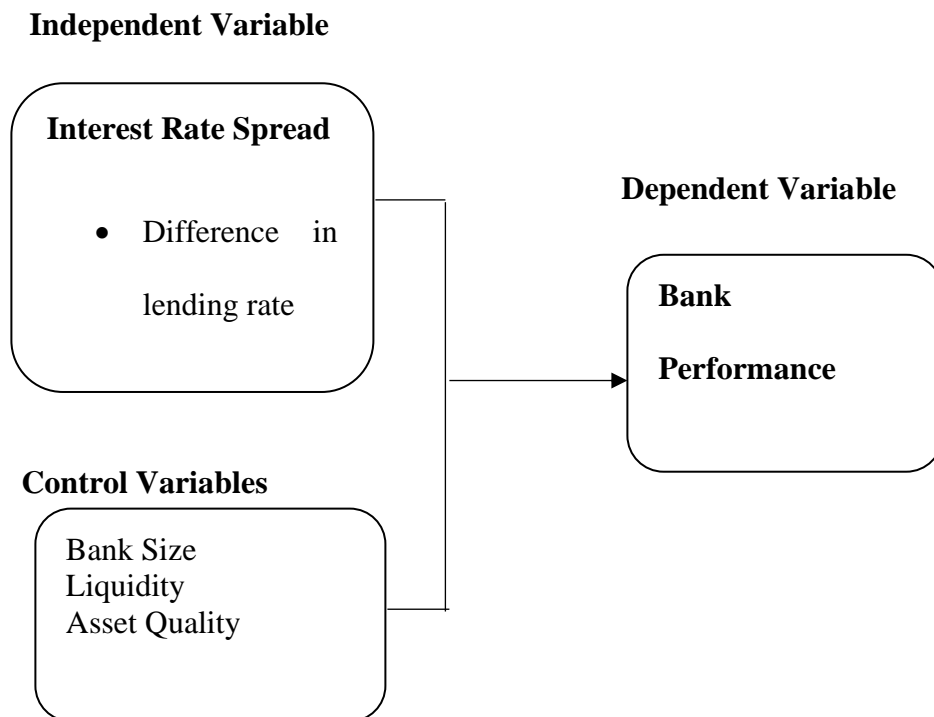 Independent Variable
Interest Rate Spread
• Difference in
lending rate
Dependent Variable
Bank
Performance
Control Variables
Bank Size
Liquidity
Asset Quality